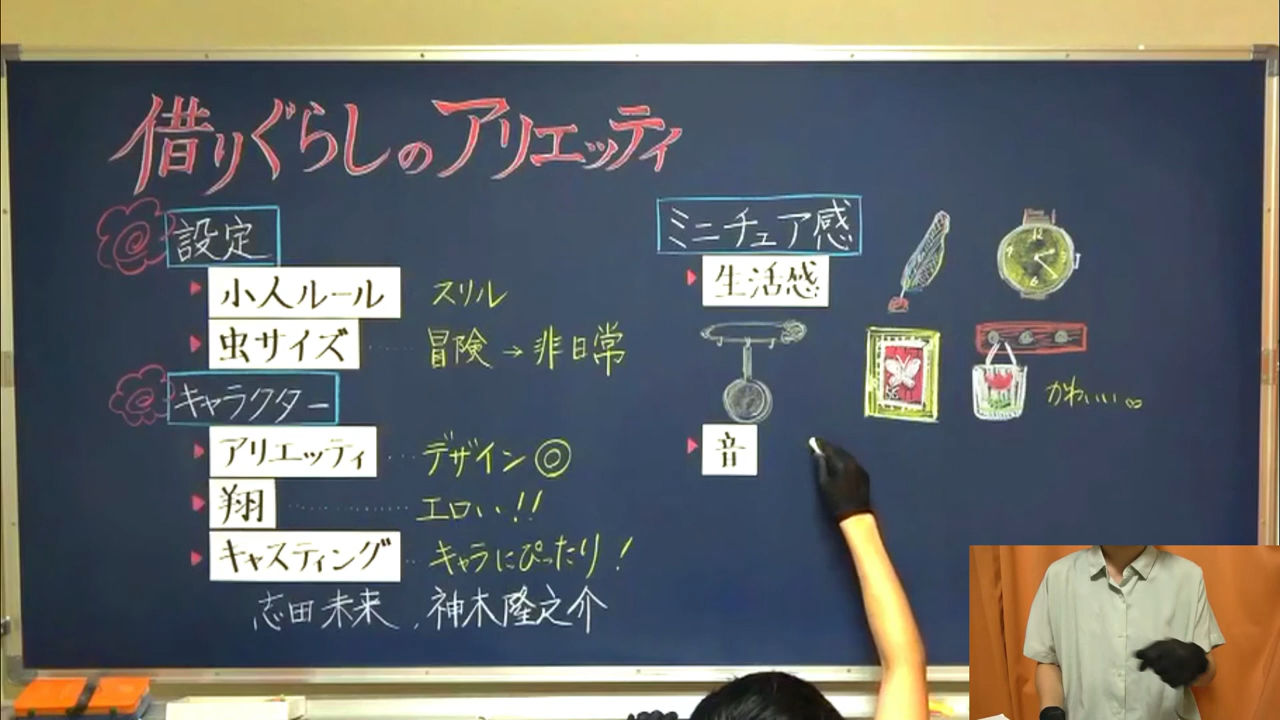 借りぐらしのアリエッティ
設定
小人ルール スリル
虫サイズ 冒険→非日常
キャラクター
アリエッティ デザイン◎
翔 エロい!!
キャスティング キャラにぴったり!
志田未来、神木隆之介
ミニチュア感
生活感
かわいい。
音